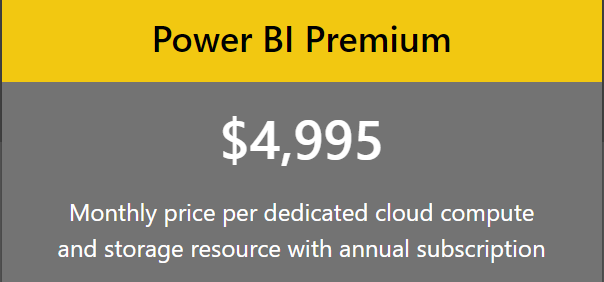 Power BI Premium
$4,995
Monthly price per dedicated cloud compute
and storage resource with annual subscription